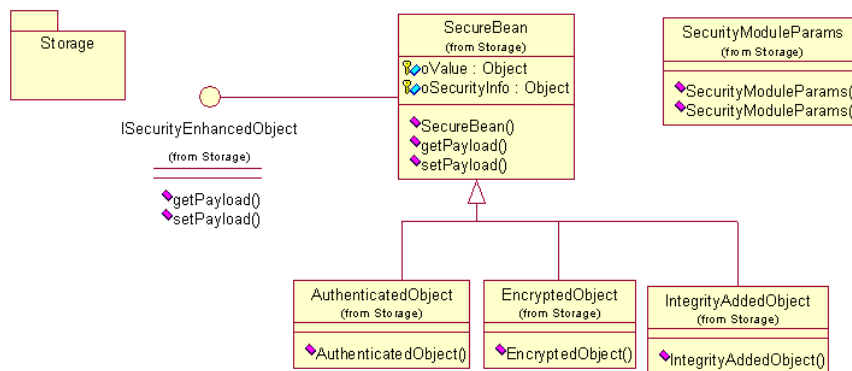 Storage
SecureBean
(from Storage)
oValue : Object
oSecurityInfo : Object
SecureBean()
getPayload()
setPayload()
SecurityModuleParams
(from Storage)
SecurityModuleParams(
SecurityModuleParams(
ISecurityEnhancedObject
(from Storage)
getPayload()
setPayload()
AuthenticatedObject
(from Storage)
AuthenticatedObject()
EncryptedObject
(from Storage)
EncryptedObject()
IntegrityAddedObject
(from Storage)
IntegrityAddedObject()